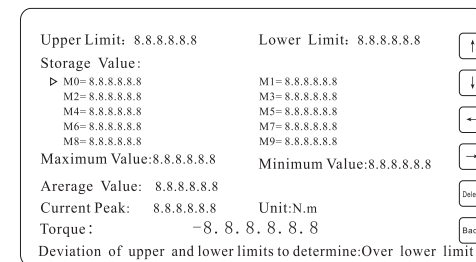 Upper Limit: 8.8.8.8.8.8 Lower Limit: 8.8.8.8.8.8
Storage Value:
▷ M0= 8.8.8.8.8.8 M1= 8.8.8.8.8.8
M2= 8.8.8.8.8.8 M3= 8.8.8.8.8.8
M4= 8.8.8.8.8.8 M5= 8.8.8.8.8.8
M6= 8.8.8.8.8.8 M7= 8.8.8.8.8.8
M8= 8.8.8.8.8.8 M9= 8.8.8.8.8.8
Maximum Value:8.8.8.8.8.8 Minimum Value:8.8.8.8.8.8
Arerage Value: 8.8.8.8.8.8
Current Peak: 8.8.8.8.8.8 Unit:N.m
Torque: -8.8.8.8.8.8
Deviation of upper and lower limits to determine:Over lower limit
↑
↓
←
→
Dele
Bac